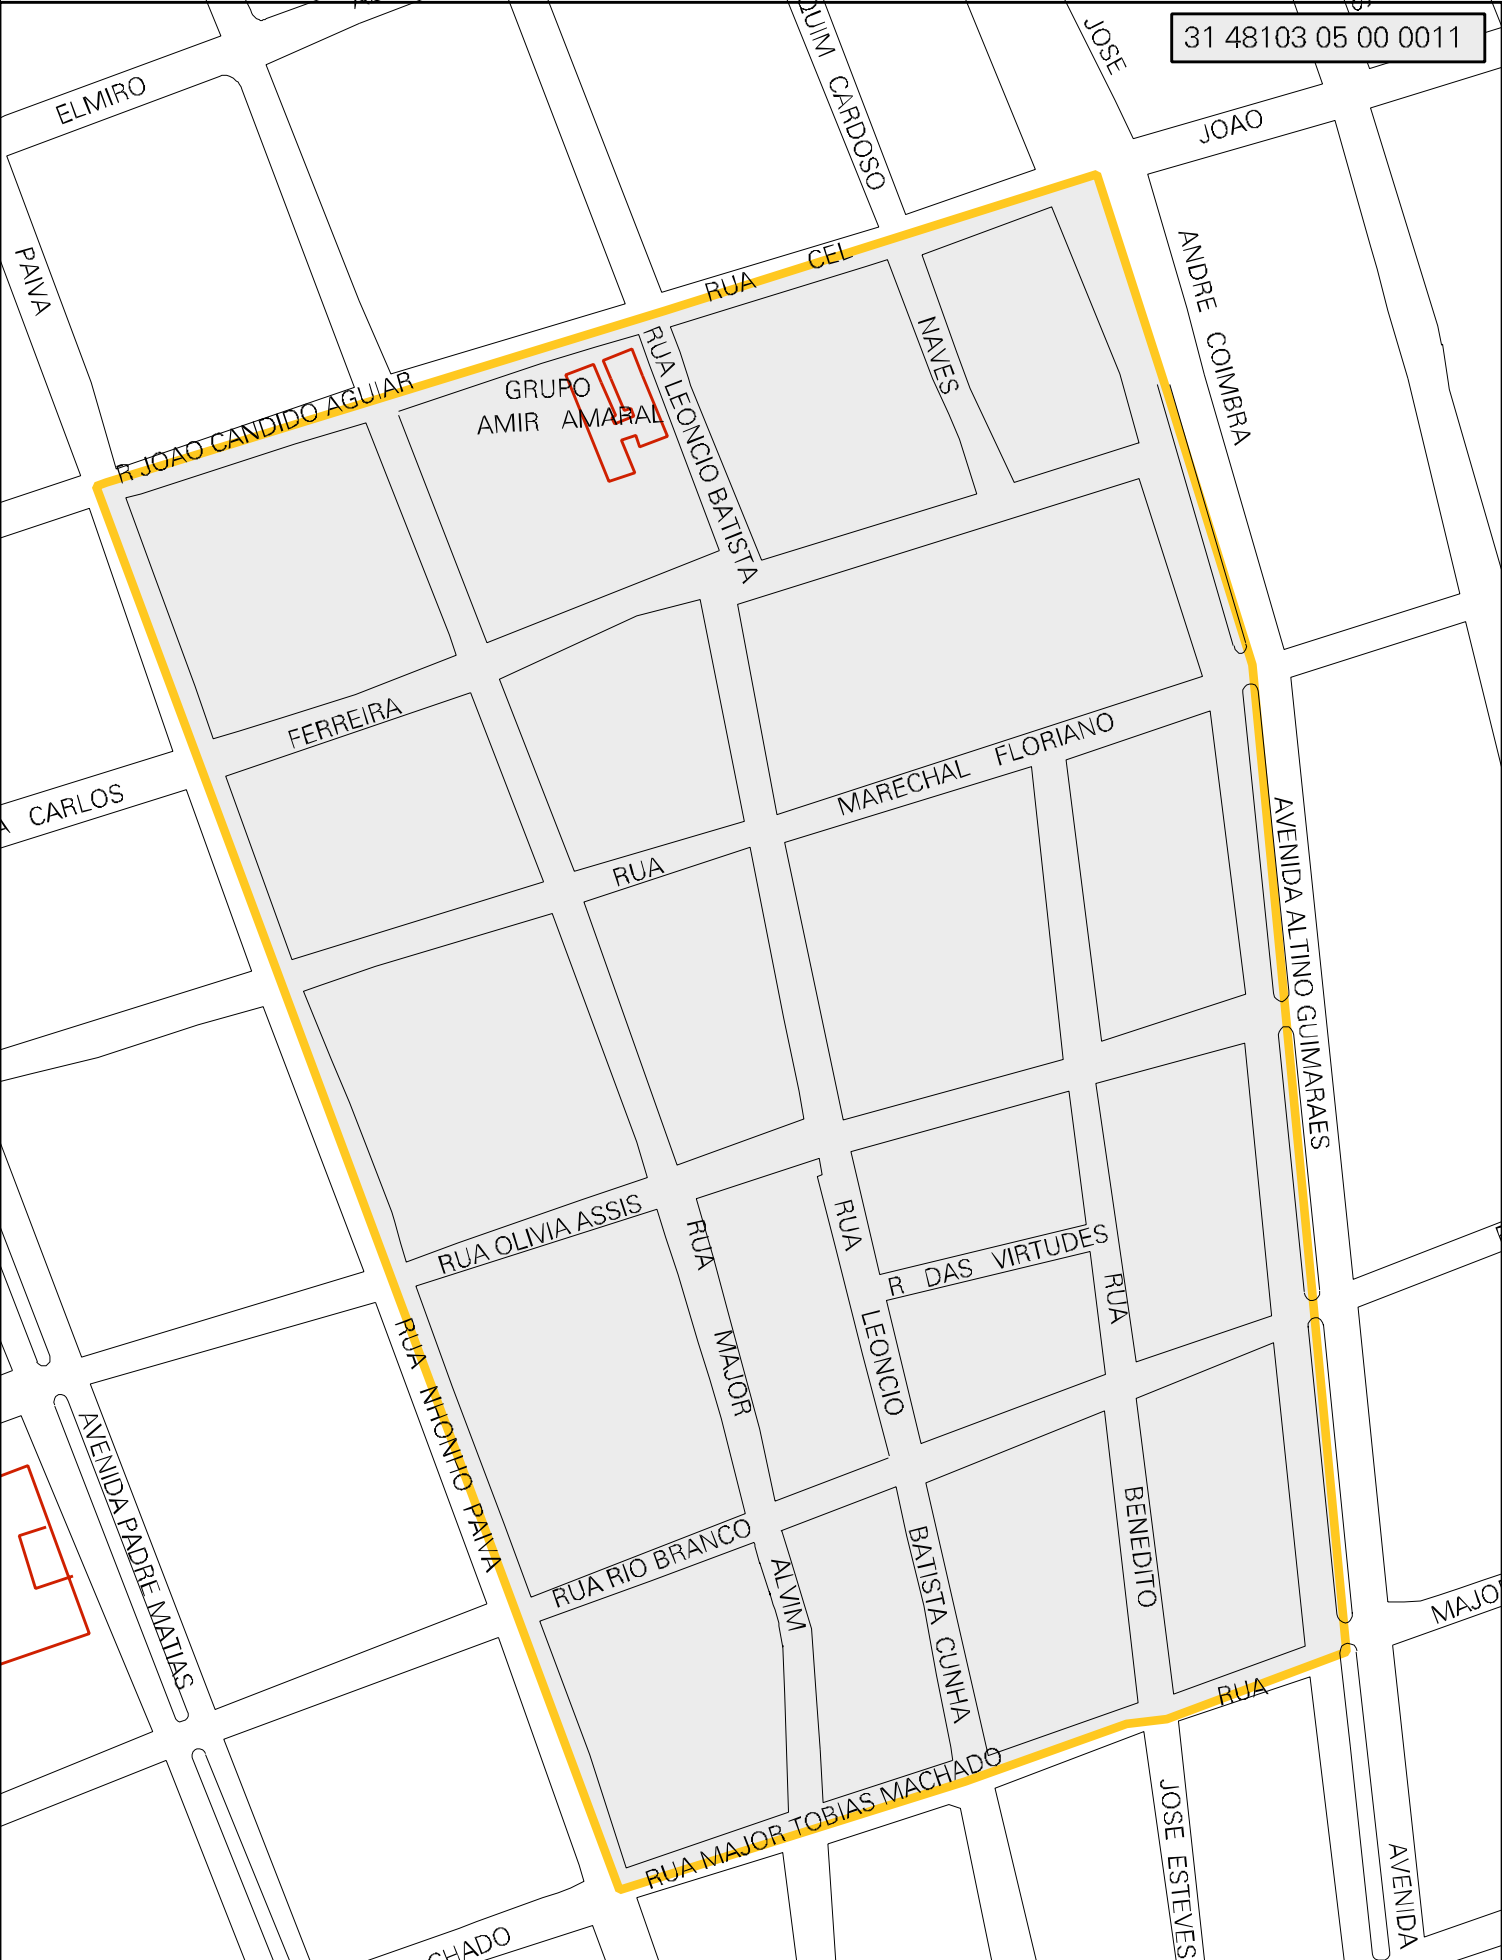 31 48103 05 00 0011
QUIM CARDOSO
JOSE
ELMIRO
JOAO
PAIVA
ANDRE COIMBRA
RUA CEL
NAVES
R JOAO CANDIDO AGUIAR
GRUPO
AMIR AMARAL
RUA LEONCIO BATISTA
FERREIRA
CARLOS
MARECHAL FLORIANO
RUA
AVENIDA ALTINO GUIMARAES
RUA OLIVIA ASSIS
RUA MAJOR ALVIM
RUA LEONCIO BATISTA CUNHA
R DAS VIRTUDES
RUA BENEDITO
RUA NHONHO PAIVA
AVENIDA PADRE MATIAS
RUA RIO BRANCO
MAJO
RUA
RUA MAJOR TOBIAS MACHADO
JOSE ESTEVES
AVENIDA
CHADO